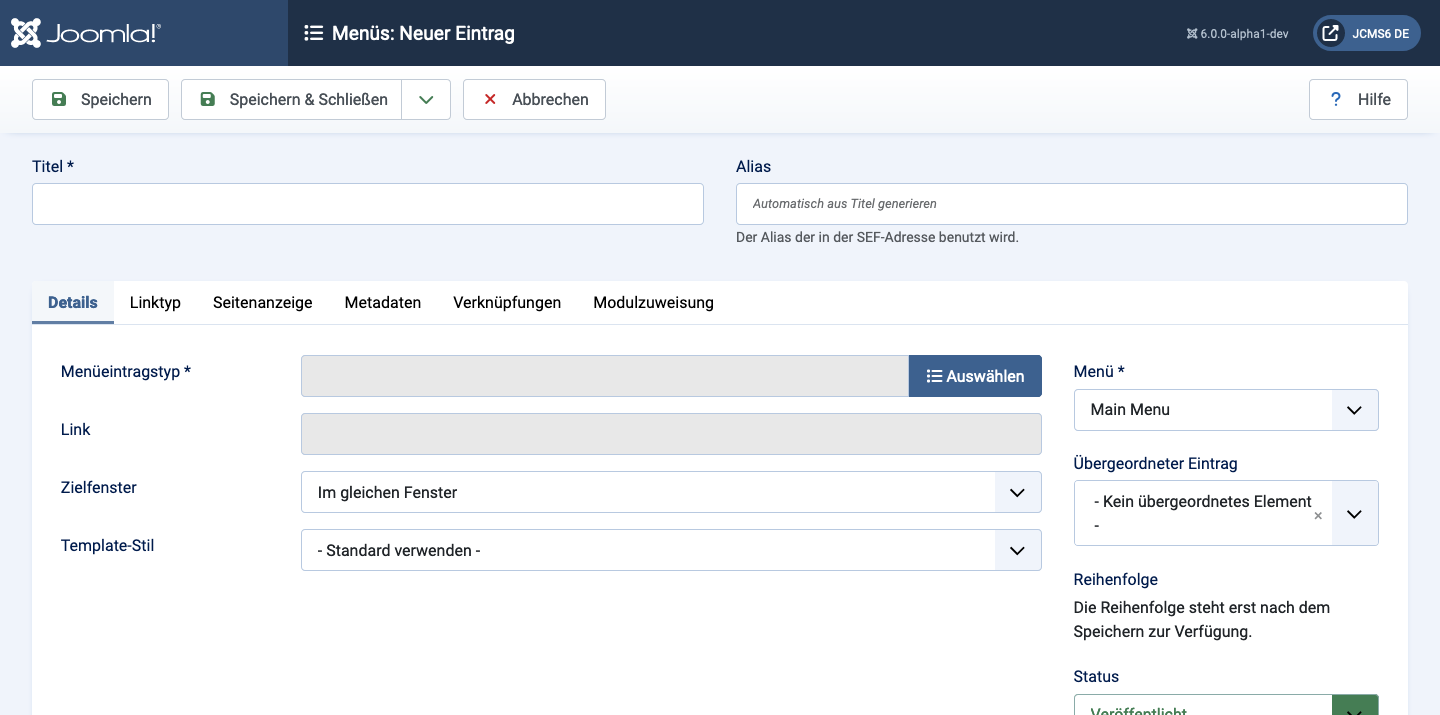 Joomla!®
Menüs: Neuer Eintrag
6.0.0-alpha1-dev
JCMS6 DE
Speichern
Speichern & Schließen
Abbrechen
? Hilfe
Titel *
Alias
Automatisch aus Titel generieren
Der Alias der in der SEF-Adresse benutzt wird.
Details Linktyp Seitenanzeige Metadaten Verknüpfungen Modulzuweisung
Menüeintragstyp *
Auswählen
Link
Zielfenster
Im gleichen Fenster
Template-Stil
- Standard verwenden -
Menü *
Main Menu
Übergeordneter Eintrag
- Kein übergeordnetes Element
-
Reihenfolge
Die Reihenfolge steht erst nach dem
Speichern zur Verfügung.
Status
Veröffentlicht